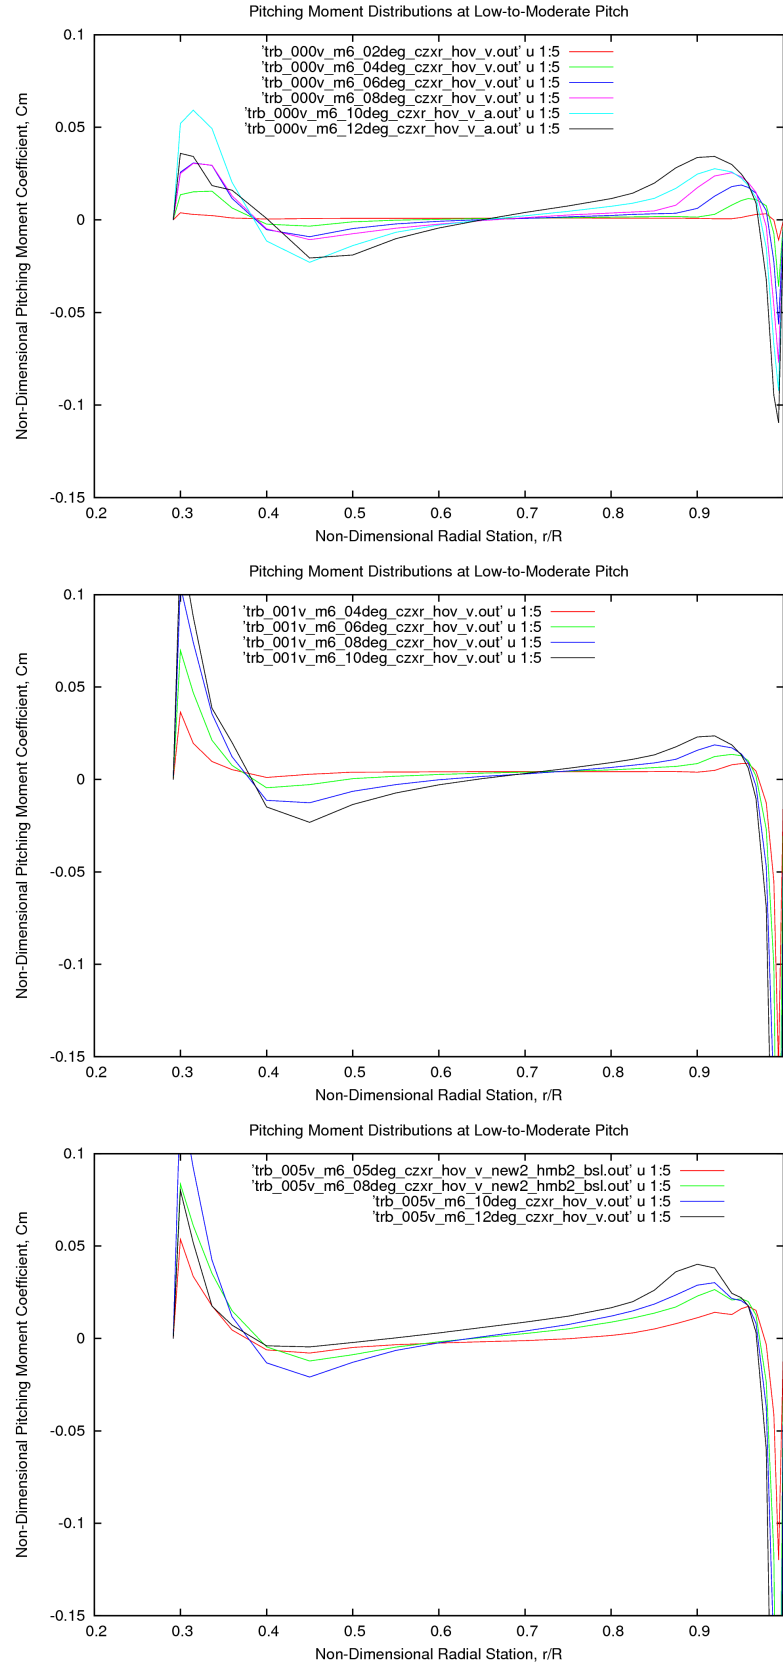 Pitching Moment Distributions at Low-to-Moderate Pitch
0.1
'trb_000v_m6_02deg_czxr_hov_v.out' u 1:5
'trb_000v_m6_04deg_czxr_hov_v.out' u 1:5
'trb_000v_m6_06deg_czxr_hov_v.out' u 1:5
'trb_000v_m6_08deg_czxr_hov_v.out' u 1:5
'trb_000v_m6_10deg_czxr_hov_v_a.out' u 1:5
'trb_000v_m6_12deg_czxr_hov_v_a.out' u 1:5
0.05
0
-0.05
-0.1
-0.15
Non-Dimensional Pitching Moment Coefficient, Cm
0.2 0.3 0.4 0.5 0.6 0.7 0.8 0.9
Non-Dimensional Radial Station, r/R
Pitching Moment Distributions at Low-to-Moderate Pitch
0.1
'trb_001v_m6_04deg_czxr_hov_v.out' u 1:5
'trb_001v_m6_06deg_czxr_hov_v.out' u 1:5
'trb_001v_m6_08deg_czxr_hov_v.out' u 1:5
'trb_001v_m6_10deg_czxr_hov_v.out' u 1:5
0.05
0
-0.05
-0.1
-0.15
Non-Dimensional Pitching Moment Coefficient, Cm
0.2 0.3 0.4 0.5 0.6 0.7 0.8 0.9
Non-Dimensional Radial Station, r/R
Pitching Moment Distributions at Low-to-Moderate Pitch
0.1
'trb_005v_m6_05deg_czxr_hov_v_new2_hmb2_bsl.out' u 1:5
'trb_005v_m6_08deg_czxr_hov_v_new2_hmb2_bsl.out' u 1:5
'trb_005v_m6_10deg_czxr_hov_v.out' u 1:5
'trb_005v_m6_12deg_czxr_hov_v.out' u 1:5
0.05
0
-0.05
-0.1
-0.15
Non-Dimensional Pitching Moment Coefficient, Cm
0.2 0.3 0.4 0.5 0.6 0.7 0.8 0.9
Non-Dimensional Radial Station, r/R